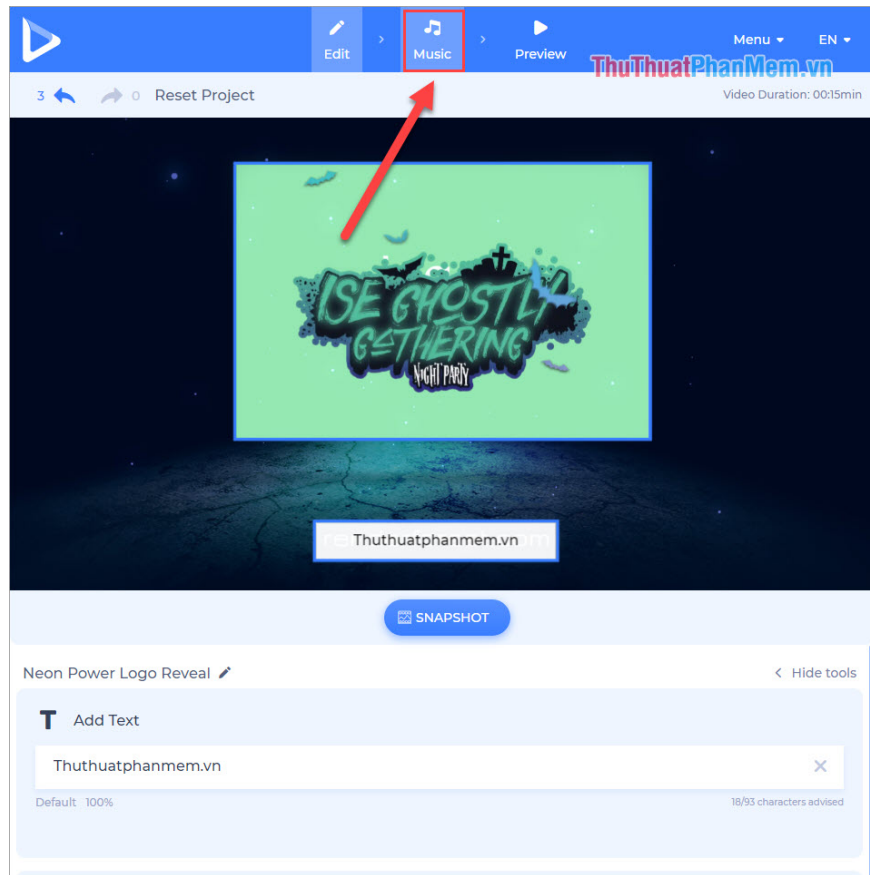 Edit
Music
Preview
Menu
EN
ThuThuatPhanMem.vn
3
0
Reset Project
Video Duration: 00:15min
ISE GHOSTLY
GATHERING
NIGHT PARTY
Thuthuatphanmem.vn
SNAPSHOT
Neon Power Logo Reveal
Hide tools
T Add Text
Thuthuatphanmem.vn
Default 100%
18/93 characters advised